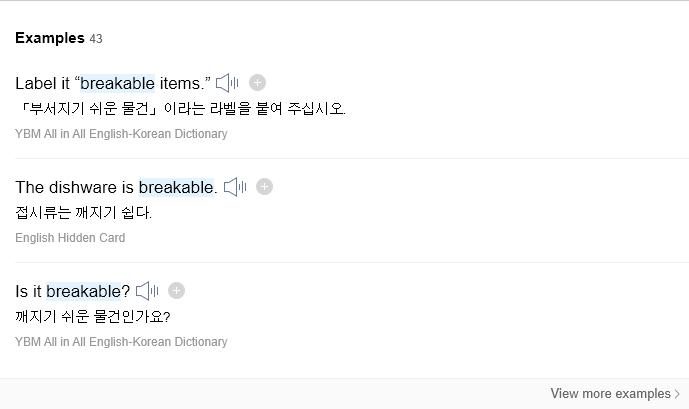 Examples 43
Label it “breakable items.”
「부서지기 쉬운 물건」이라는 라벨을 붙여 주십시오.
YBM All in All English-Korean Dictionary
The dishware is breakable.
접시류는 깨지기 쉽다.
English Hidden Card
Is it breakable?
깨지기 쉬운 물건인가요?
YBM All in All English-Korean Dictionary
View more examples